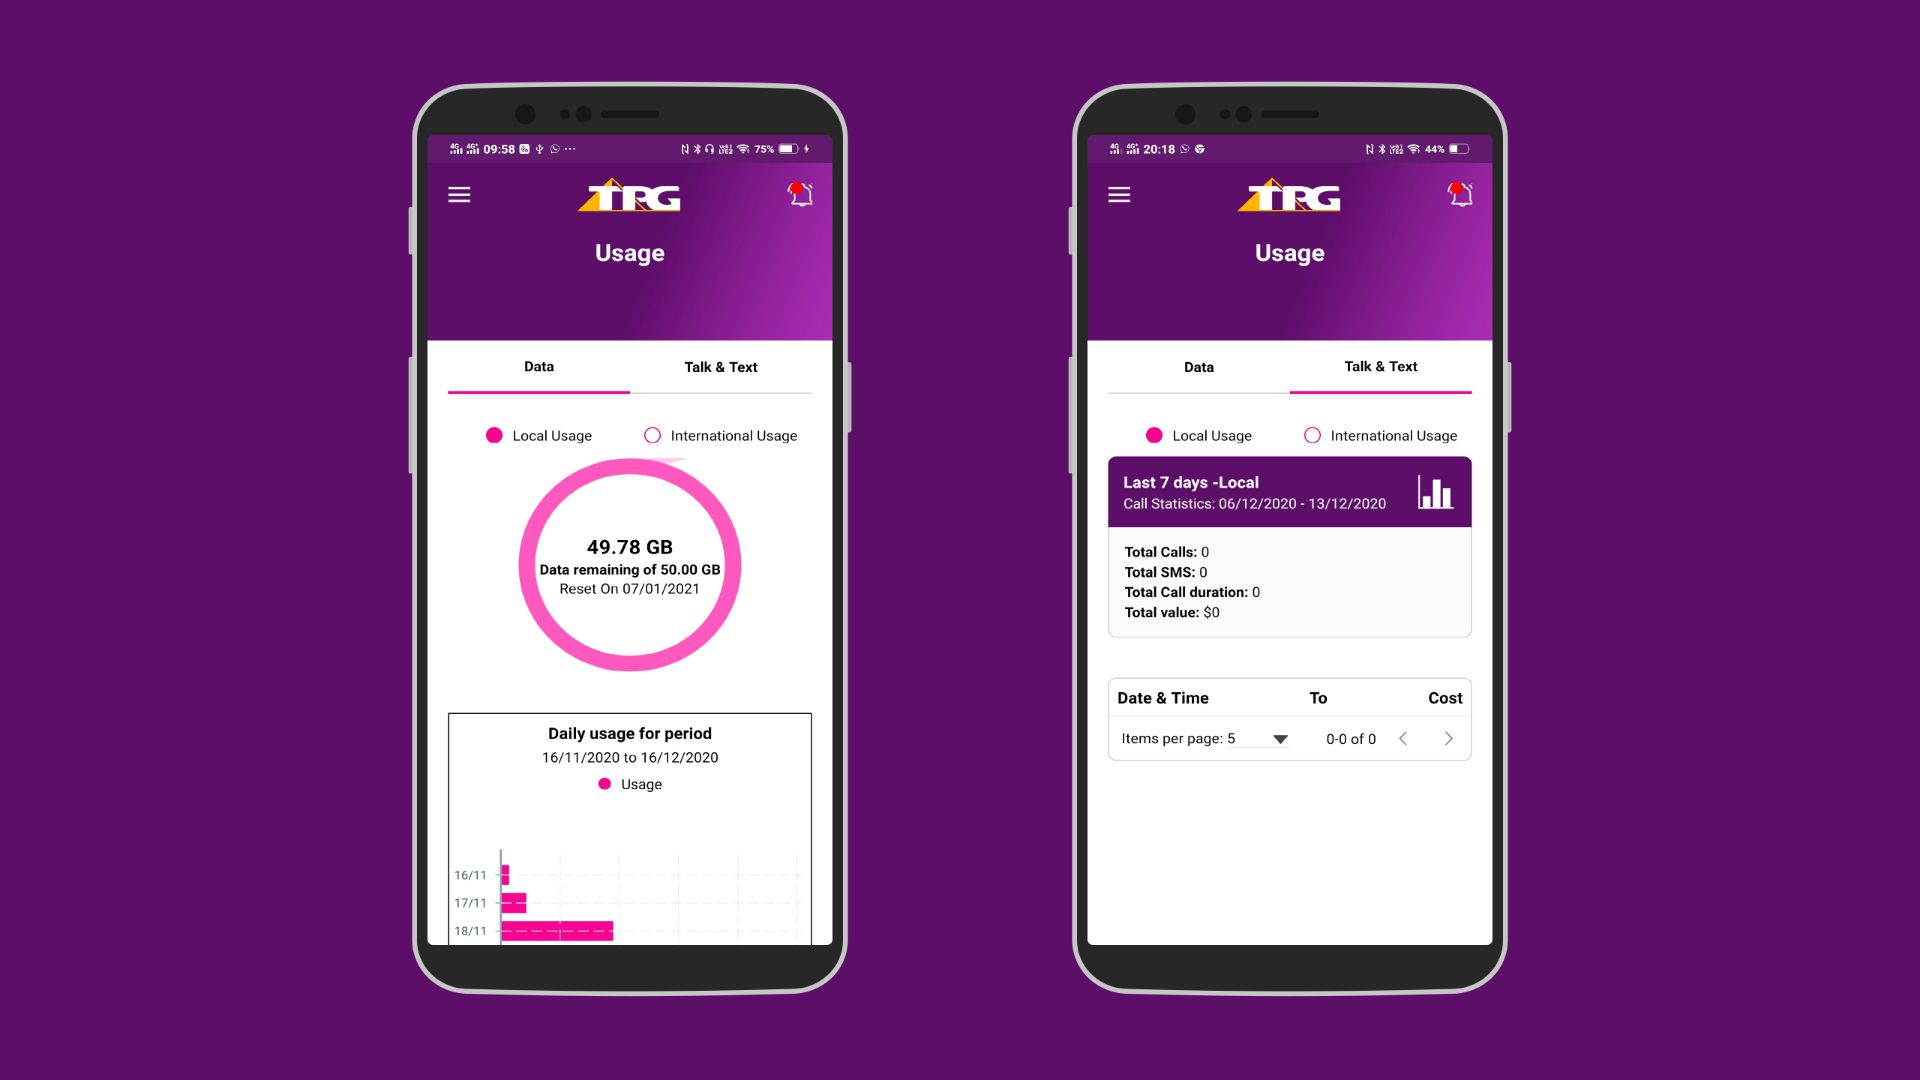 4G 4G+ 09:58 75%
TPG
Usage
Data Talk & Text
Local Usage International Usage
49.78 GB
Data remaining of 50.00 GB
Reset On 07/01/2021
Daily usage for period
16/11/2020 to 16/12/2020
Usage
16/11
17/11
18/11
4G 4G+ 20:18 44%
TPG
Usage
Data Talk & Text
Local Usage International Usage
Last 7 days -Local
Call Statistics: 06/12/2020 - 13/12/2020
Total Calls: 0
Total SMS: 0
Total Call duration: 0
Total value: $0
Date & Time To Cost
Items per page: 5 0-0 of 0